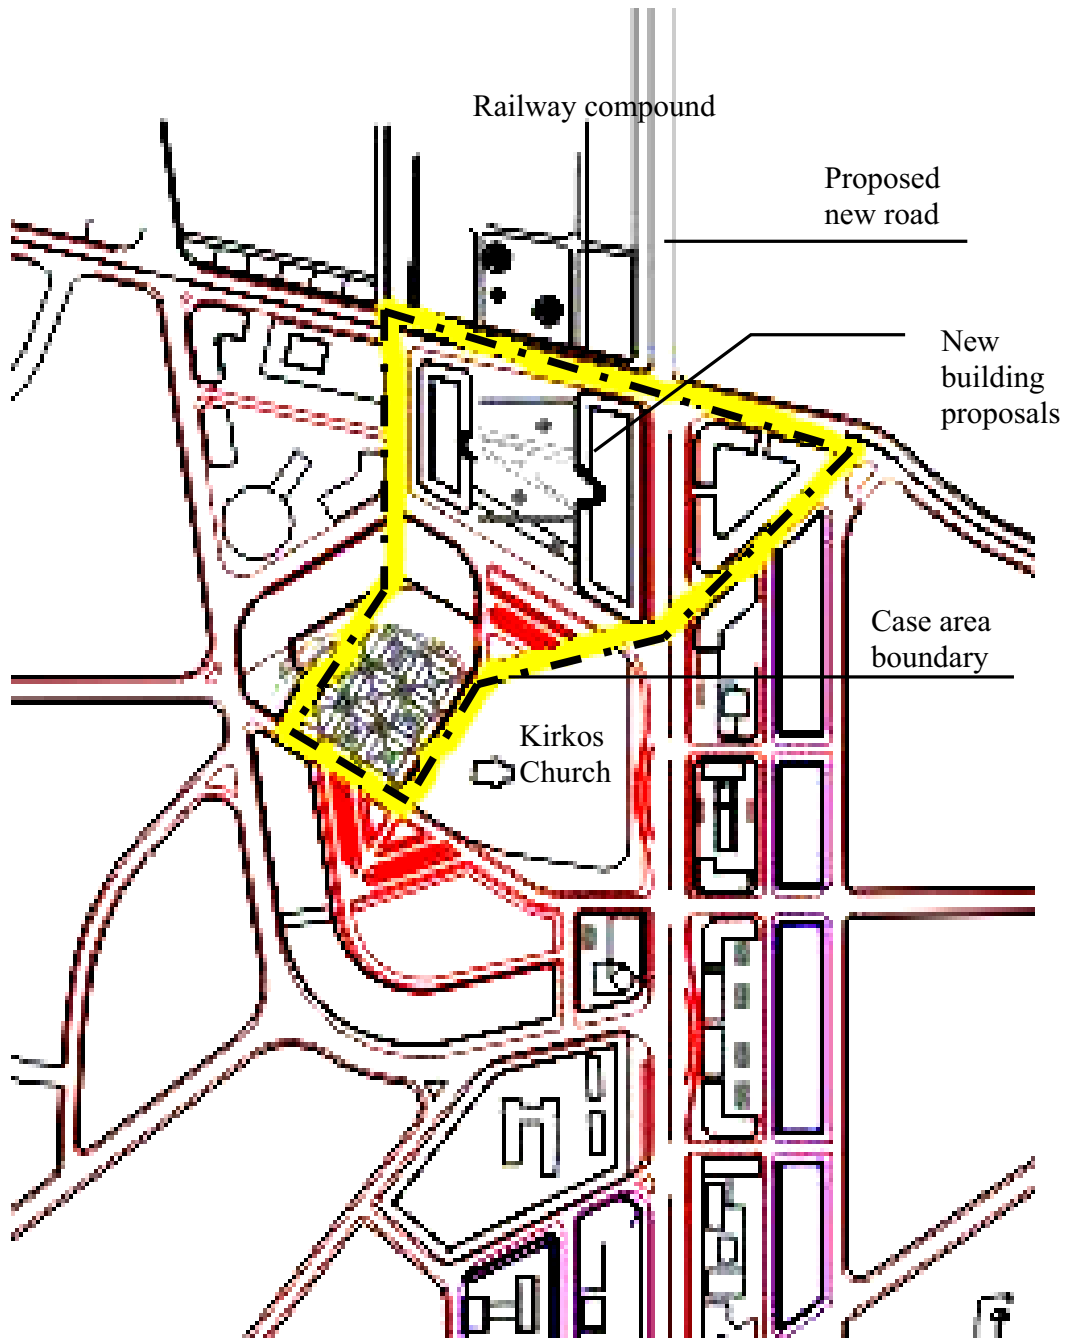 Railway compound
Proposed
new road
New
building
proposals
Case area
boundary
Kirkos
Church